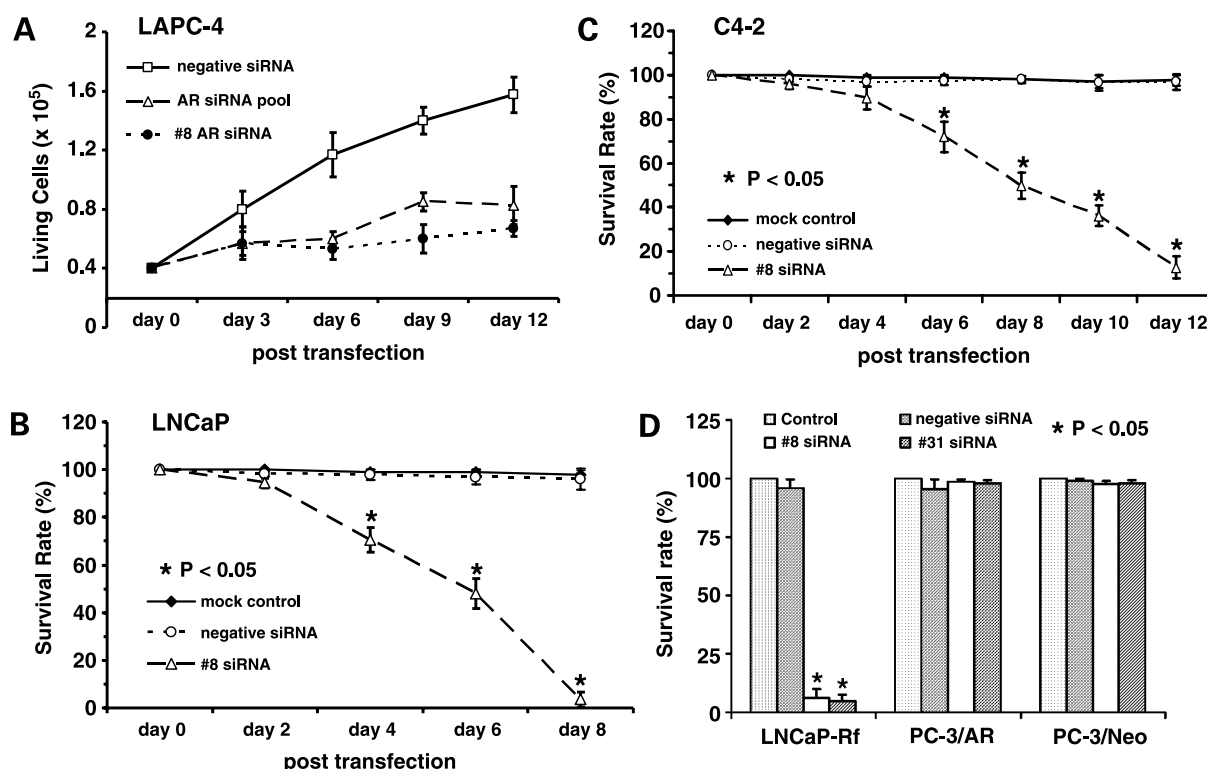 A
LAPC-4
2
1.6
1.2
0.8
0.4
0
Living Cells (x 10⁵)
negative siRNA
AR siRNA pool
#8 AR siRNA
day 0 day 3 day 6 day 9 day 12
post transfection
C
C4-2
120
100
80
60
40
20
0
Survival Rate (%)
* P < 0.05
mock control
negative siRNA
#8 siRNA
* * * *
day 0 day 2 day 4 day 6 day 8 day 10 day 12
post transfection
B
LNCaP
120
100
80
60
40
20
0
Survival Rate (%)
* P < 0.05
mock control
negative siRNA
#8 siRNA
* * *
day 0 day 2 day 4 day 6 day 8
post transfection
D
125
100
75
50
25
0
Survival rate (%)
Control negative siRNA
#8 siRNA #31 siRNA
* P < 0.05
* *
LNCaP-Rf PC-3/AR PC-3/Neo